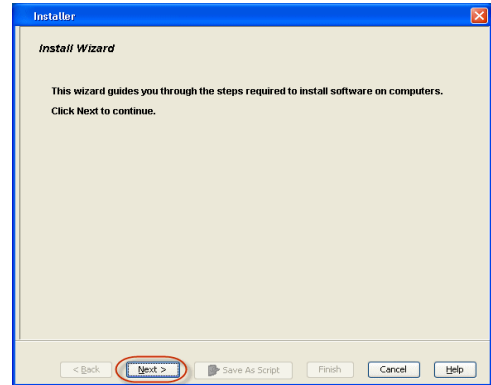 Installer
Install Wizard
This wizard guides you through the steps required to install software on computers.
Click Next to continue.
< Back Next > Save As Script Finish Cancel Help